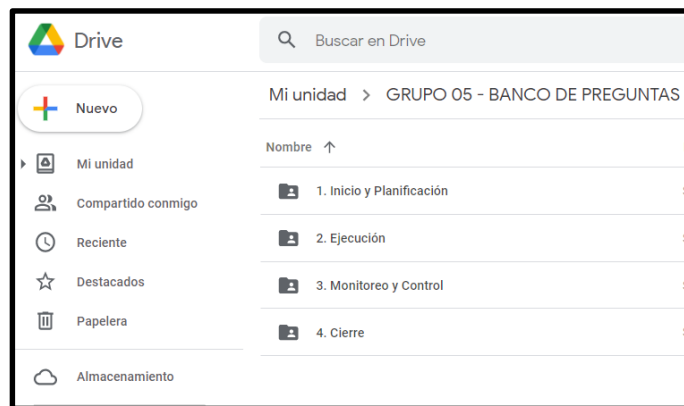 Drive
Buscar en Drive
Nuevo
Mi unidad
Compartido conmigo
Reciente
Destacados
Papelera
Almacenamiento
Mi unidad > GRUPO 05 - BANCO DE PREGUNTAS
Nombre ↑
1. Inicio y Planificación
2. Ejecución
3. Monitoreo y Control
4. Cierre